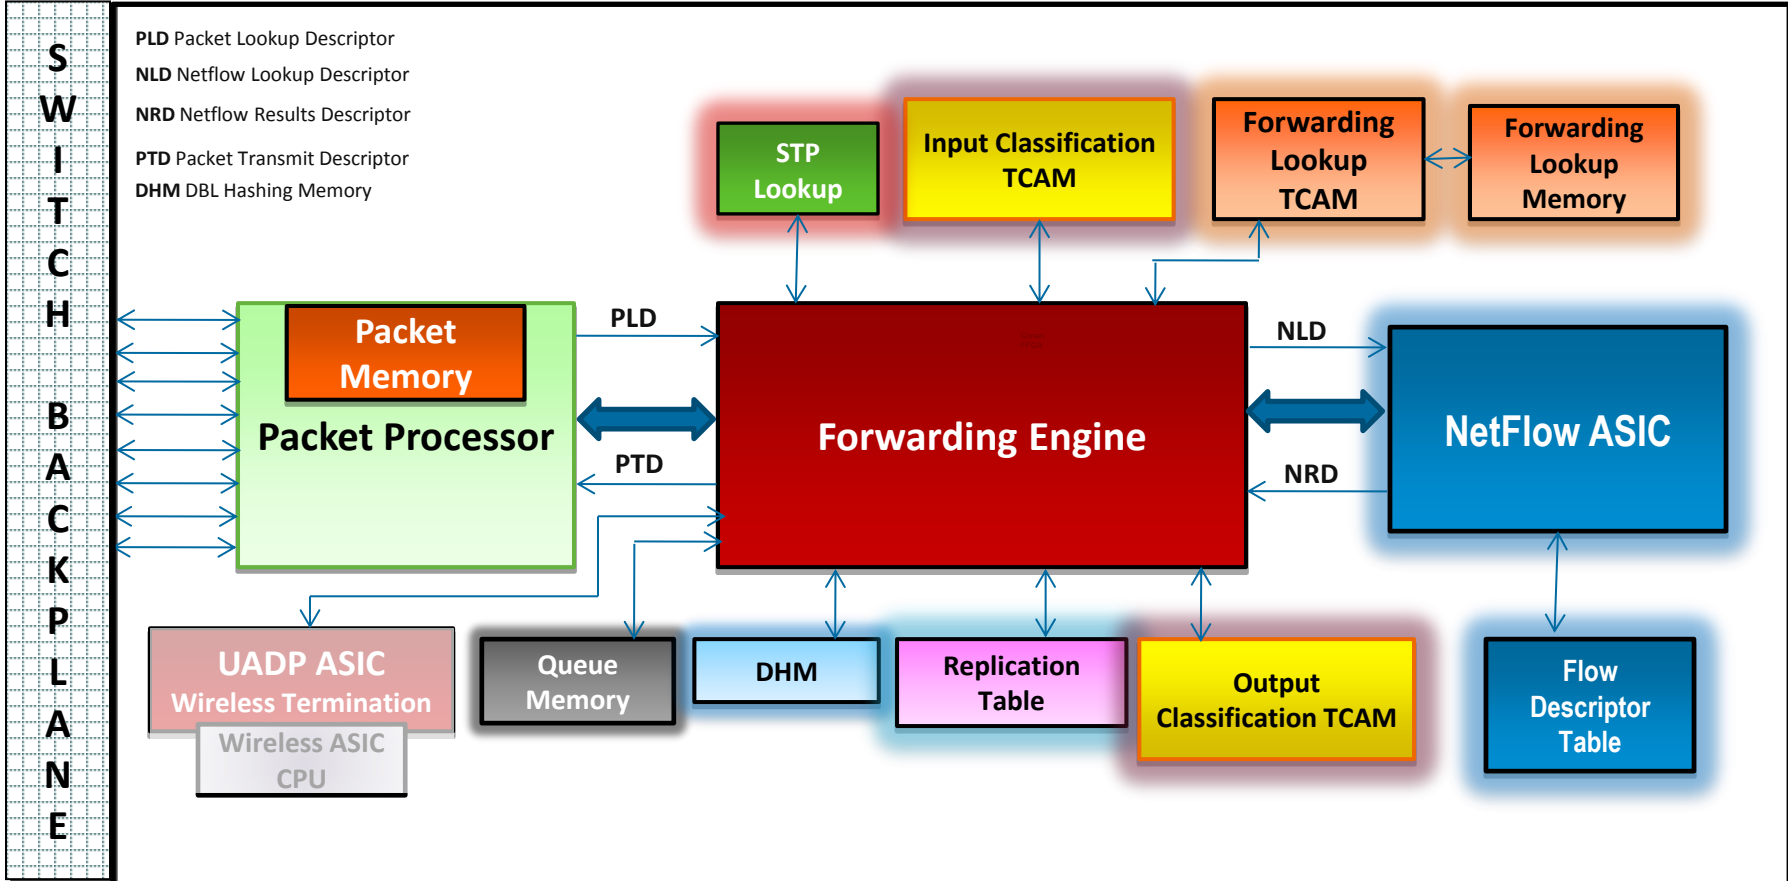 SWITCH BACKPLANE
PLD Packet Lookup Descriptor
NLD Netflow Lookup Descriptor
NRD Netflow Results Descriptor
PTD Packet Transmit Descriptor
DHM DBL Hashing Memory
STP
Lookup
Input Classification
TCAM
Forwarding
Lookup
TCAM
Forwarding
Lookup
Memory
Packet
Memory
Packet Processor
PLD
PTD
Forwarding Engine
NLD
NRD
NetFlow ASIC
UADP ASIC
Wireless Termination
Wireless ASIC
CPU
Queue
Memory
DHM
Replication
Table
Output
Classification TCAM
Flow
Descriptor
Table